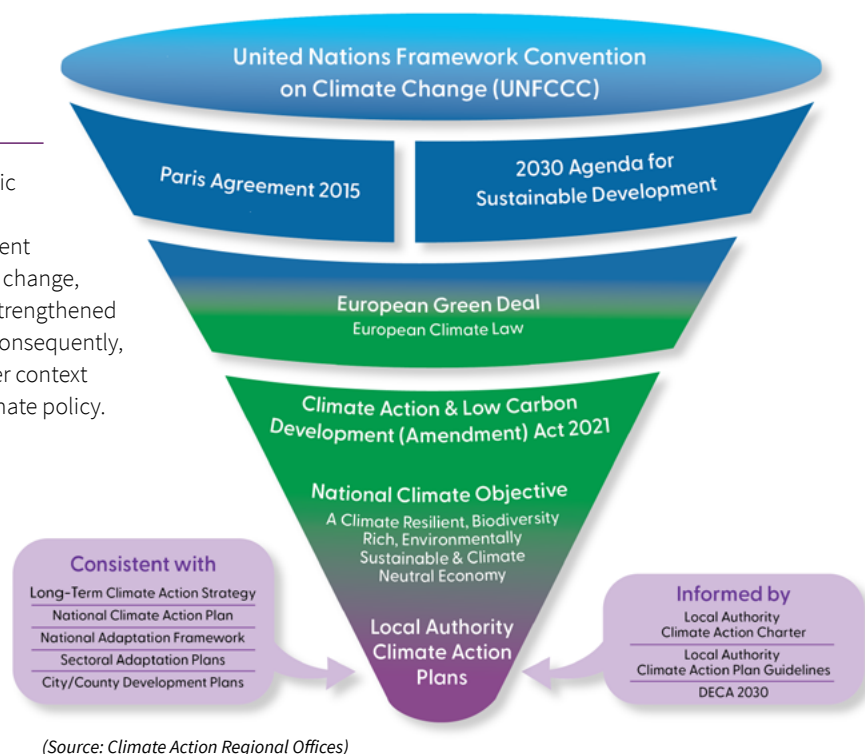 United Nations Framework Convention
on Climate Change (UNFCCC)
Paris Agreement 2015
2030 Agenda for
Sustainable Development
ic
ent
change,
trengthened
onsequently,
er context
nate policy.
European Green Deal
European Climate Law
Climate Action & Low Carbon
Development (Amendment) Act 2021
National Climate Objective
A Climate Resilient, Biodiversity
Rich, Environmentally
Sustainable & Climate
Neutral Economy
Local Authority
Climate Action
Plans
Consistent with
Long-Term Climate Action Strategy
National Climate Action Plan
National Adaptation Framework
Sectoral Adaptation Plans
City/County Development Plans
Informed by
Local Authority
Climate Action Charter
Local Authority
Climate Action Plan Guidelines
DECA 2030
(Source: Climate Action Regional Offices)